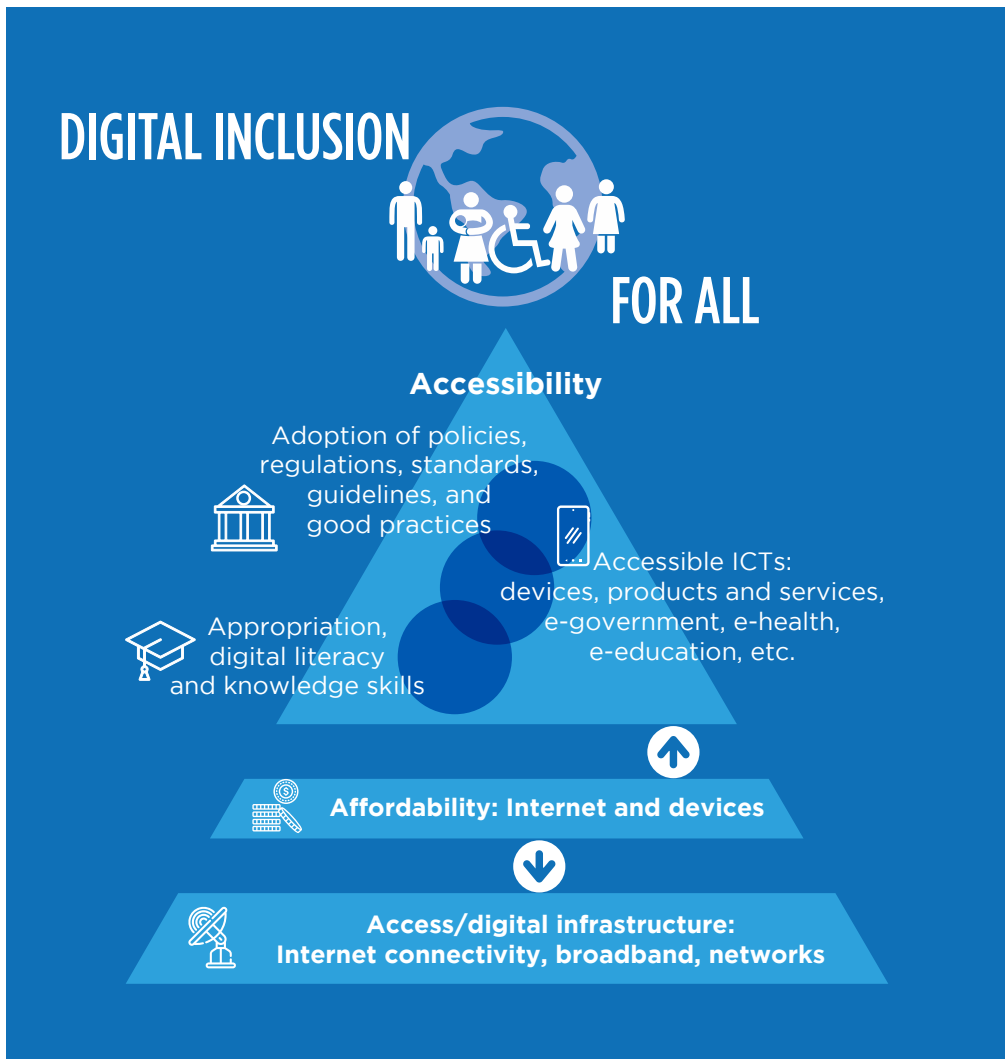 DIGITAL INCLUSION
FOR ALL
Accessibility
Adoption of policies,
regulations, standards,
guidelines, and
good practices
Accessible ICTs:
devices, products and services,
e-government, e-health,
e-education, etc.
Appropriation,
digital literacy
and knowledge skills
Affordability: Internet and devices
Access/digital infrastructure:
Internet connectivity, broadband, networks